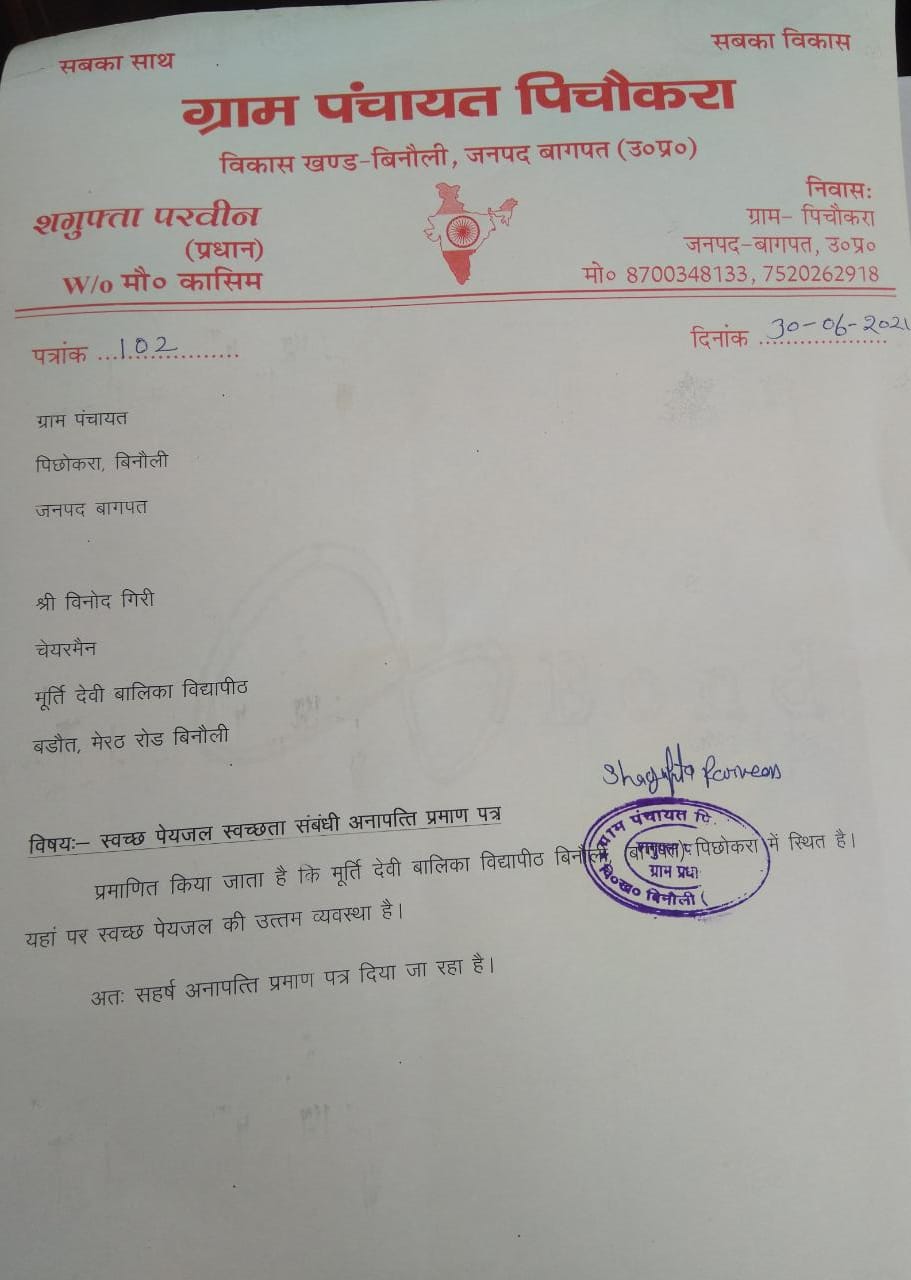 सबका साथ
सबका विकास
ग्राम पंचायत पिचौकरा
विकास खण्ड-बिनौली, जनपद बागपत (उ०प्र०)
शगुफ्ता परवीन
(प्रधान)
W/o मौ० कासिम
निवासः
ग्राम- पिचौकरा
जनपद-बागपत, उ०प्र०
मो० 8700348133, 7520262918
पत्रांक ...102...............
दिनांक 30-06-2021
ग्राम पंचायत
पिछोकरा, बिनौली
जनपद बागपत
श्री विनोद गिरी
चेयरमैन
मूर्ति देवी बालिका विद्यापीठ
बडौत, मेरठ रोड बिनौली
Shagufta Parveen
विषयः– स्वच्छ पेयजल स्वच्छता संबंधी अनापत्ति प्रमाण पत्र
प्रमाणित किया जाता है कि मूर्ति देवी बालिका विद्यापीठ बिनौली (बागपत) पिछोकरा में स्थित है।
यहां पर स्वच्छ पेयजल की उत्तम व्यवस्था है।
अतः सहर्ष अनापत्ति प्रमाण पत्र दिया जा रहा है।
ग्राम पंचायत पि.
ग्राम प्रधा
वि०ख० बिनौली (